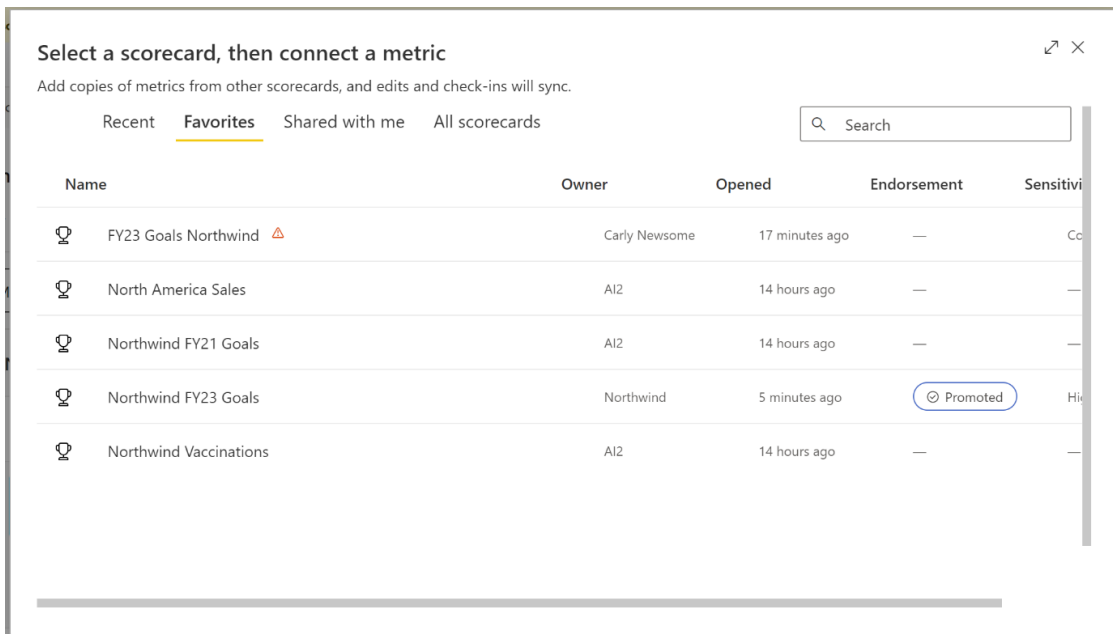 Select a scorecard, then connect a metric
Add copies of metrics from other scorecards, and edits and check-ins will sync.
Recent Favorites Shared with me All scorecards Search
Name Owner Opened Endorsement Sensitivi
FY23 Goals Northwind Carly Newsome 17 minutes ago — Co
North America Sales AI2 14 hours ago — —
Northwind FY21 Goals AI2 14 hours ago — —
Northwind FY23 Goals Northwind 5 minutes ago Promoted Hi
Northwind Vaccinations AI2 14 hours ago — —